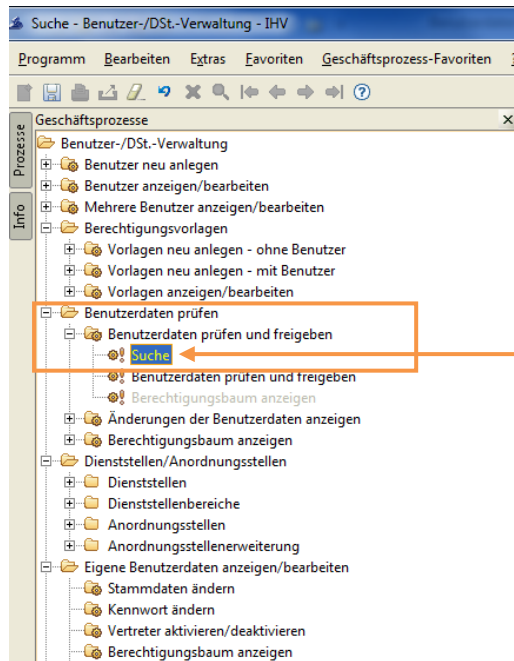 Suche - Benutzer-/DSt.-Verwaltung - IHV
Programm Bearbeiten Extras Favoriten Geschäftsprozess-Favoriten
Geschäftsprozesse
Prozesse
Info
Benutzer-/DSt.-Verwaltung
Benutzer neu anlegen
Benutzer anzeigen/bearbeiten
Mehrere Benutzer anzeigen/bearbeiten
Berechtigungsvorlagen
Vorlagen neu anlegen - ohne Benutzer
Vorlagen neu anlegen - mit Benutzer
Vorlagen anzeigen/bearbeiten
Benutzerdaten prüfen
Benutzerdaten prüfen und freigeben
Suche
Benutzerdaten prüfen und freigeben
Berechtigungsbaum anzeigen
Änderungen der Benutzerdaten anzeigen
Berechtigungsbaum anzeigen
Dienststellen/Anordnungsstellen
Dienststellen
Dienststellenbereiche
Anordnungsstellen
Anordnungsstellenerweiterung
Eigene Benutzerdaten anzeigen/bearbeiten
Stammdaten ändern
Kennwort ändern
Vertreter aktivieren/deaktivieren
Berechtigungsbaum anzeigen